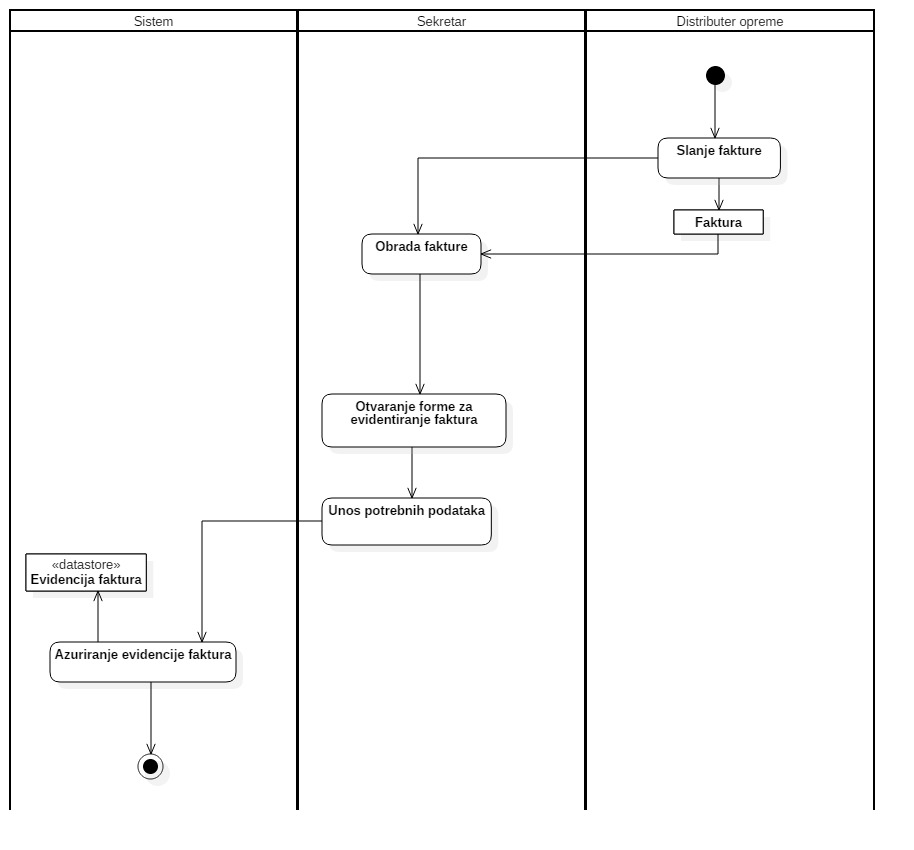 Sistem
Sekretar
Distributer opreme
Slanje fakture
Faktura
Obrada fakture
Otvaranje forme za
evidentiranje faktura
Unos potrebnih podataka
«datastore»
Evidencija faktura
Azuriranje evidencije faktura